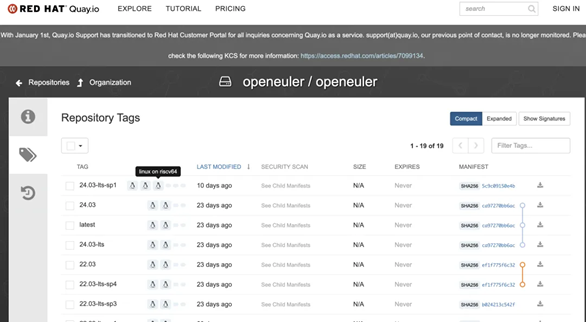 RED HAT Quay.io EXPLORE TUTORIAL PRICING search SIGN IN
With January 1st, Quay.io Support has transitioned to Red Hat Customer Portal for all inquiries concerning Quay.io. support(at)quay.io, our previous point of contact, is no longer monitored. Plea
check the following KCS for more information: https://access.redhat.com/articles/7099134.
Repositories Organization openeuler / openeuler
Repository Tags Compact Expanded Show Signatures
1 - 19 of 19 Filter Tags...
TAG LAST MODIFIED ↓ SECURITY SCAN SIZE EXPIRES MANIFEST
linux on riscv64
24.03-lts-sp1 10 days ago See Child Manifests N/A Never SHA256 5c9c09150e4b
24.03 23 days ago See Child Manifests N/A Never SHA256 ca97270bb6ac
latest 23 days ago See Child Manifests N/A Never SHA256 ca97270bb6ac
24.03-lts 23 days ago See Child Manifests N/A Never SHA256 ca97270bb6ac
22.03 23 days ago See Child Manifests N/A Never SHA256 ef1f775f6c32
22.03-lts-sp4 23 days ago See Child Manifests N/A Never SHA256 ef1f775f6c32
22.03-lts-sp3 23 days ago See Child Manifests N/A Never SHA256